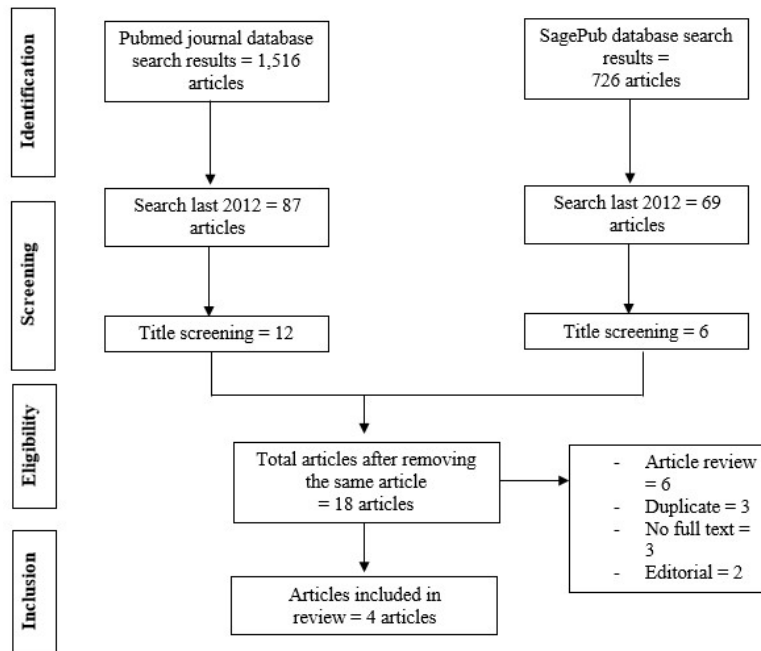 Identification
Pubmed journal database
search results = 1,516
articles
SagePub database search
results =
726 articles
Screening
Search last 2012 = 87
articles
Search last 2012 = 69
articles
Title screening = 12
Title screening = 6
Eligibility
Total articles after removing
the same article
= 18 articles
- Article review
= 6
- Duplicate = 3
- No full text =
3
- Editorial = 2
Inclusion
Articles included in
review = 4 articles